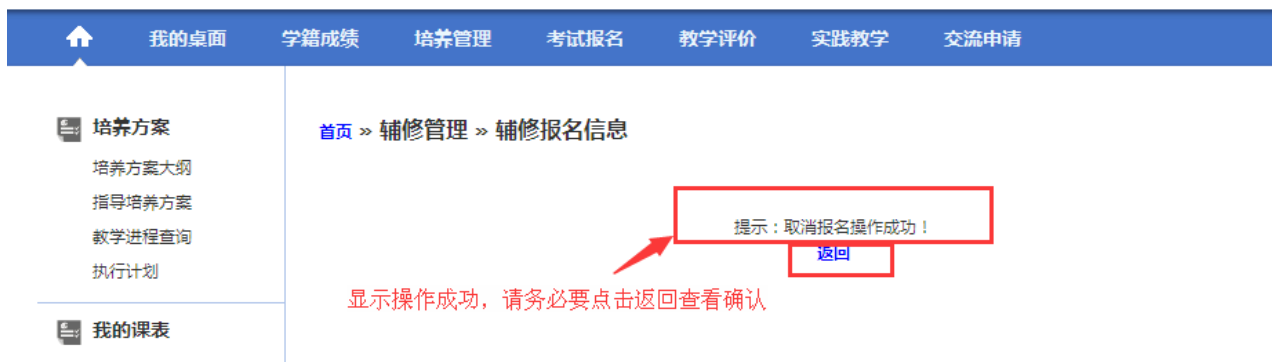 我的桌面 学籍成绩 培养管理 考试报名 教学评价 实践教学 交流申请
培养方案
培养方案大纲
指导培养方案
教学进程查询
执行计划
我的课表
首页 » 辅修管理 » 辅修报名信息
提示：取消报名操作成功！
返回
显示操作成功，请务必要点击返回查看确认